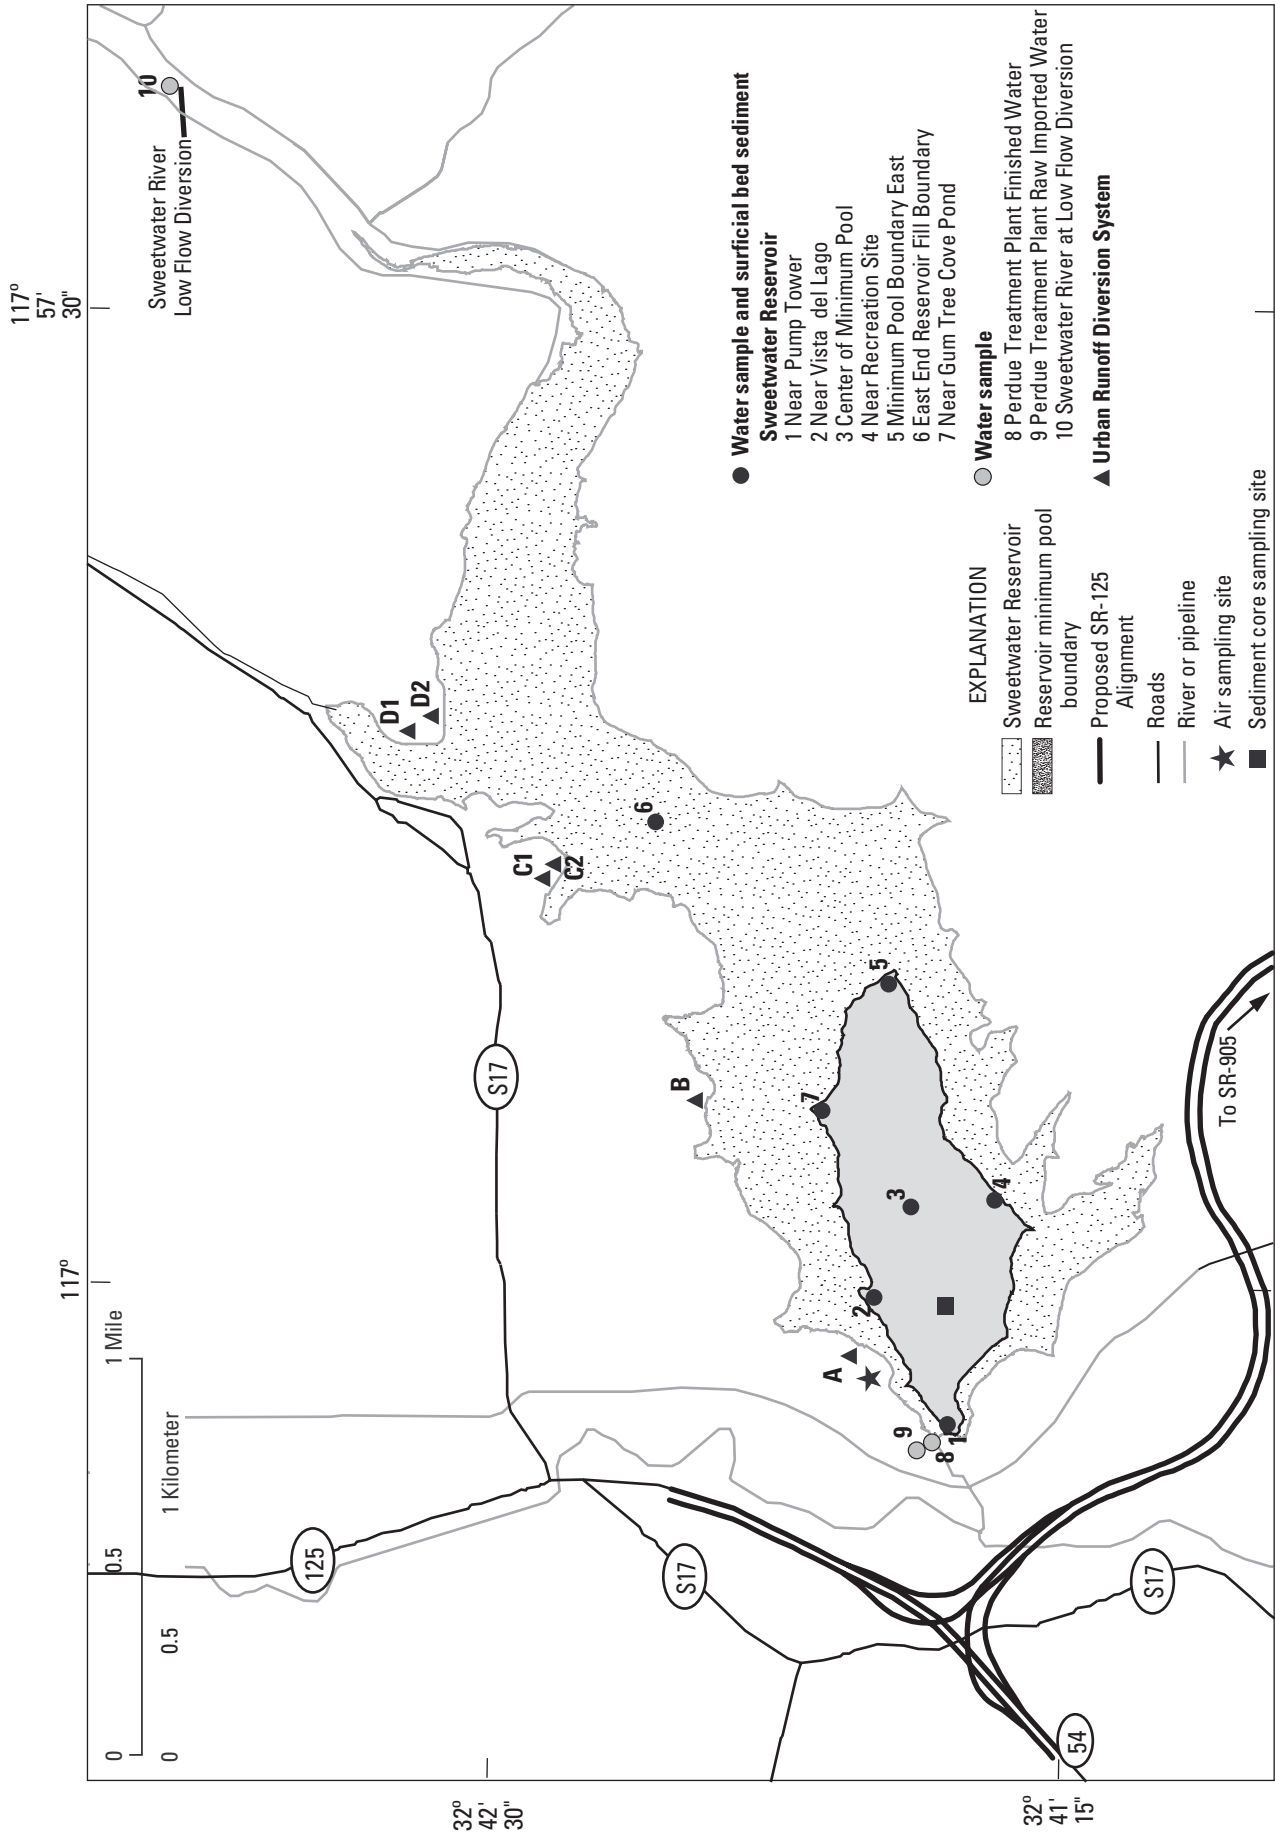 117°
117°
57'
30"
32°
42'
30"
32°
41'
15"
0
0.5
1 Mile
0
0.5
1 Kilometer
Sweetwater River
Low Flow Diversion
10
125
S17
S17
S17
54
To SR-905
D1
D2
C1
C2
B
A
6
5
7
3
4
2
9
8
1
EXPLANATION
Sweetwater Reservoir
Reservoir minimum pool
boundary
Proposed SR-125
Alignment
Roads
River or pipeline
Air sampling site
Sediment core sampling site
Water sample and surficial bed sediment
Sweetwater Reservoir
1 Near Pump Tower
2 Near Vista del Lago
3 Center of Minimum Pool
4 Near Recreation Site
5 Minimum Pool Boundary East
6 East End Reservoir Fill Boundary
7 Near Gum Tree Cove Pond
Water sample
8 Perdue Treatment Plant Finished Water
9 Perdue Treatment Plant Raw Imported Water
10 Sweetwater River at Low Flow Diversion
Urban Runoff Diversion System